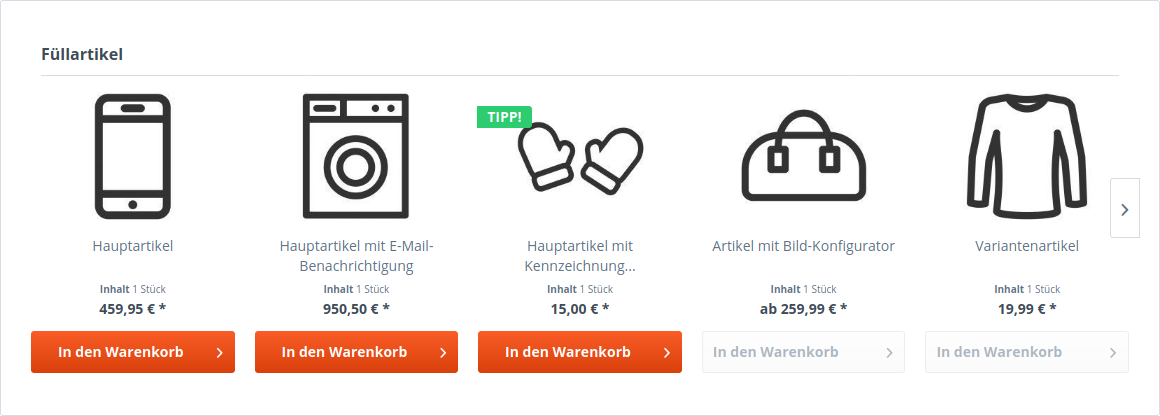 Füllartikel
TIPP!
Hauptartikel
Hauptartikel mit E-Mail-
Benachrichtigung
Hauptartikel mit
Kennzeichnung...
Artikel mit Bild-Konfigurator
Variantenartikel
Inhalt 1 Stück
Inhalt 1 Stück
Inhalt 1 Stück
Inhalt 1 Stück
Inhalt 1 Stück
459,95 € *
950,50 € *
15,00 € *
ab 259,99 € *
19,99 € *
In den Warenkorb
In den Warenkorb
In den Warenkorb
In den Warenkorb
In den Warenkorb